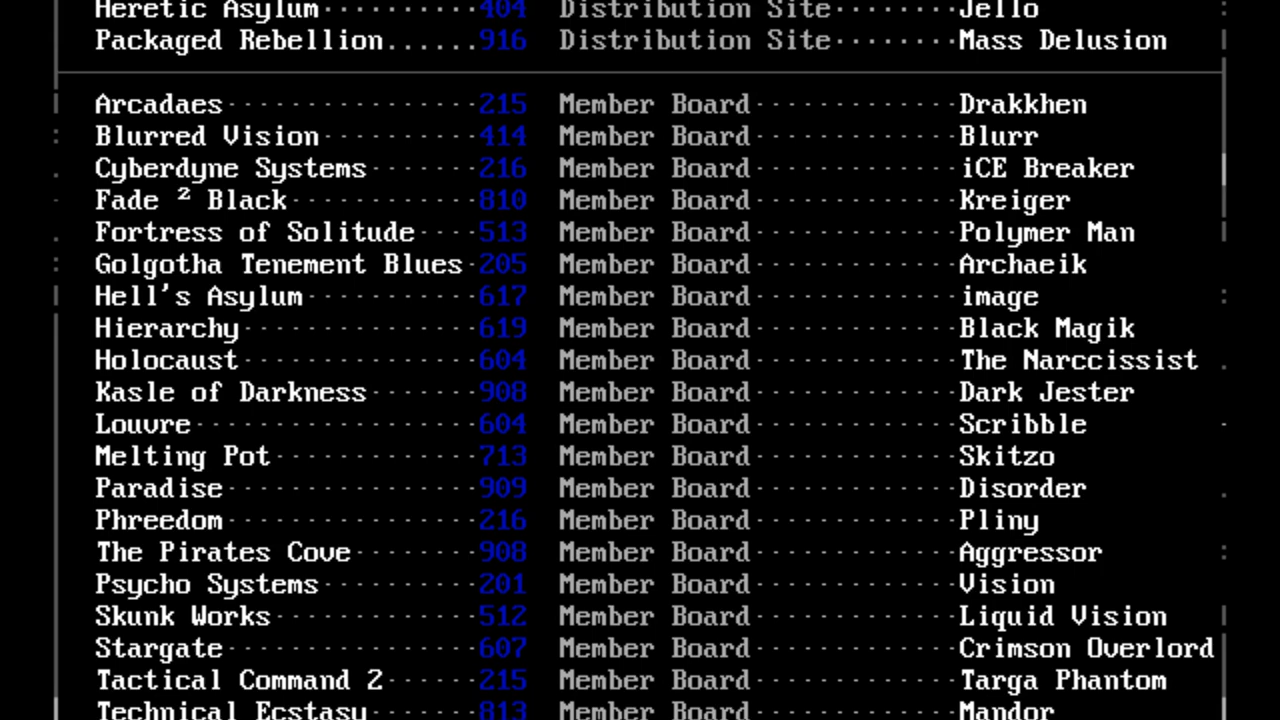 Heretic Asylum··········404 Distribution Site········Jello
Packaged Rebellion......916 Distribution Site········Mass Delusion
Arcadaes················215 Member Board·············Drakkhen
Blurred Vision··········414 Member Board·············Blurr
Cyberdyne Systems·······216 Member Board·············iCE Breaker
Fade ² Black············810 Member Board·············Kreiger
Fortress of Solitude····513 Member Board·············Polymer Man
Golgotha Tenement Blues·205 Member Board·············Archaeik
Hell's Asylum···········617 Member Board·············image
Hierarchy···············619 Member Board·············Black Magik
Holocaust···············604 Member Board·············The Narccissist
Kasle of Darkness·······908 Member Board·············Dark Jester
Louvre··················604 Member Board·············Scribble
Melting Pot·············713 Member Board·············Skitzo
Paradise················909 Member Board·············Disorder
Phreedom················216 Member Board·············Pliny
The Pirates Cove········908 Member Board·············Aggressor
Psycho Systems··········201 Member Board·············Vision
Skunk Works·············512 Member Board·············Liquid Vision
Stargate················607 Member Board·············Crimson Overlord
Tactical Command 2······215 Member Board·············Targa Phantom
Technical Ecstasy·······813 Member Board·············Mandor